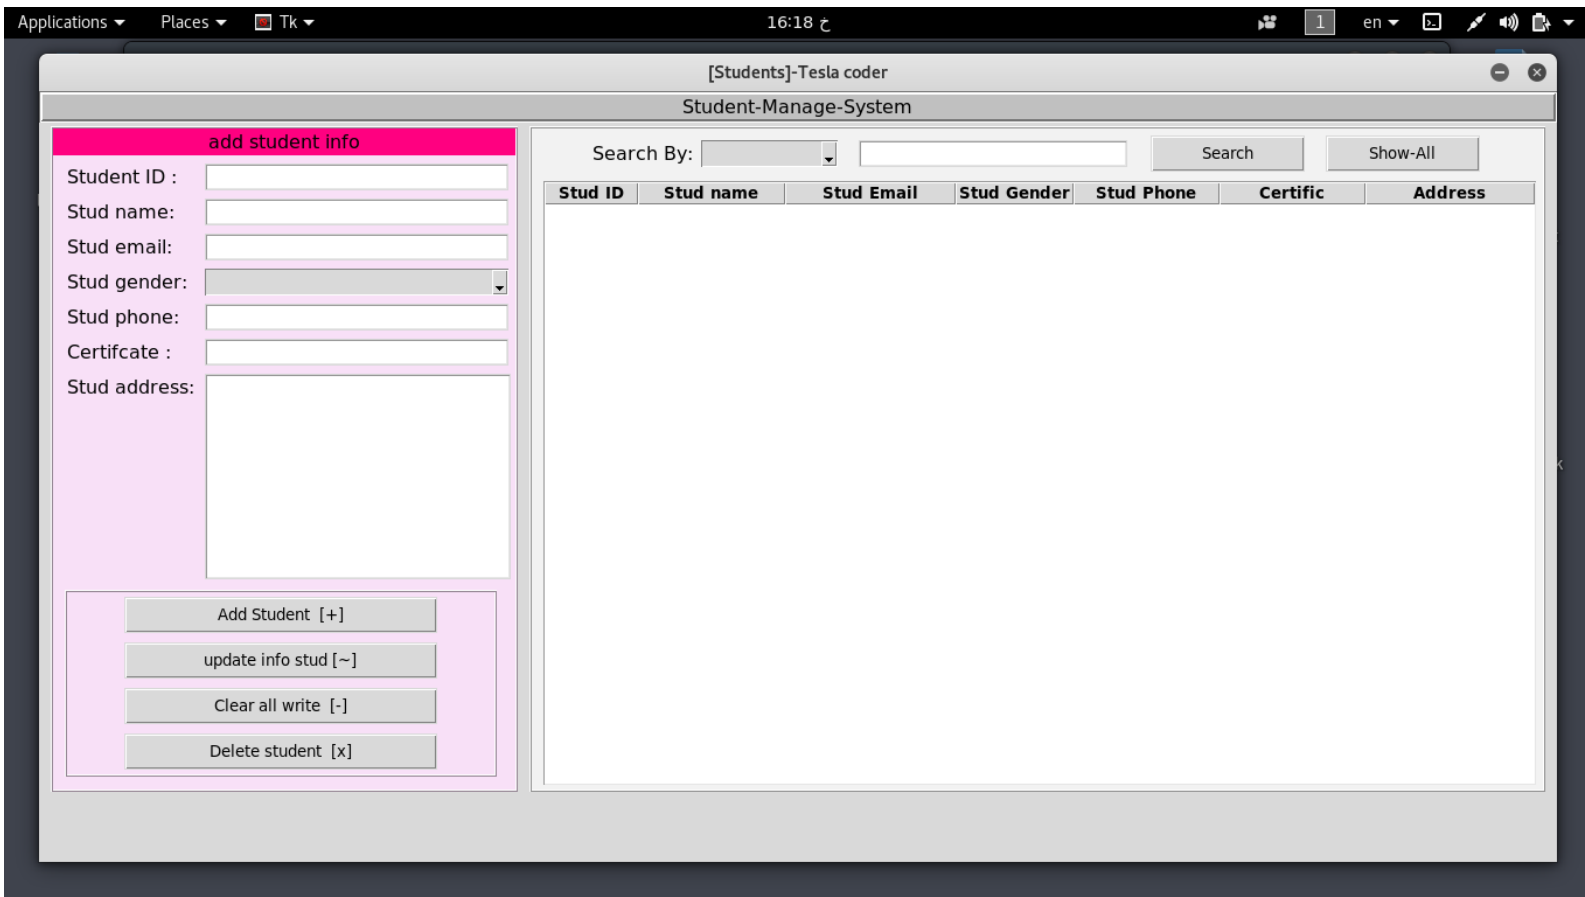 Applications Places Tk 16:18 خ 1 en
[Students]-Tesla coder
Student-Manage-System
add student info
Student ID :
Stud name:
Stud email:
Stud gender:
Stud phone:
Certifcate :
Stud address:
Add Student [+]
update info stud [~]
Clear all write [-]
Delete student [x]
Search By: Search Show-All
Stud ID Stud name Stud Email Stud Gender Stud Phone Certific Address
k